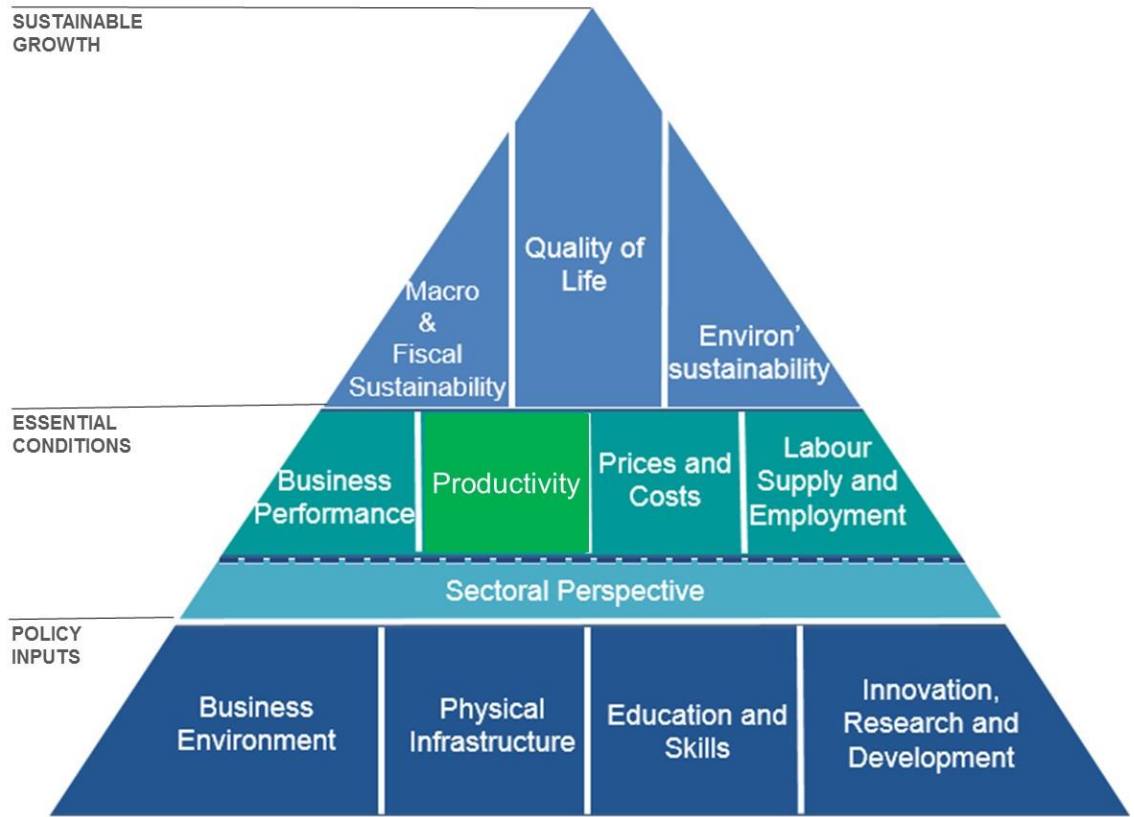 SUSTAINABLE
GROWTH
Quality of
Life
Macro
&
Fiscal
Sustainability
Environ'
sustainability
ESSENTIAL
CONDITIONS
Business
Performance
Productivity
Prices and
Costs
Labour
Supply and
Employment
Sectoral Perspective
POLICY
INPUTS
Business
Environment
Physical
Infrastructure
Education and
Skills
Innovation,
Research and
Development